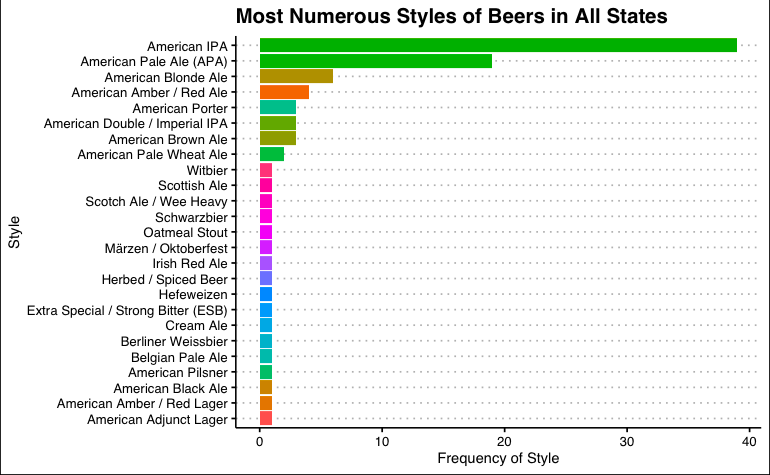 Most Numerous Styles of Beers in All States
American IPA
American Pale Ale (APA)
American Blonde Ale
American Amber / Red Ale
American Porter
American Double / Imperial IPA
American Brown Ale
American Pale Wheat Ale
Witbier
Scottish Ale
Scotch Ale / Wee Heavy
Schwarzbier
Oatmeal Stout
Märzen / Oktoberfest
Irish Red Ale
Herbed / Spiced Beer
Hefeweizen
Extra Special / Strong Bitter (ESB)
Cream Ale
Berliner Weissbier
Belgian Pale Ale
American Pilsner
American Black Ale
American Amber / Red Lager
American Adjunct Lager
Style
0 10 20 30 40
Frequency of Style